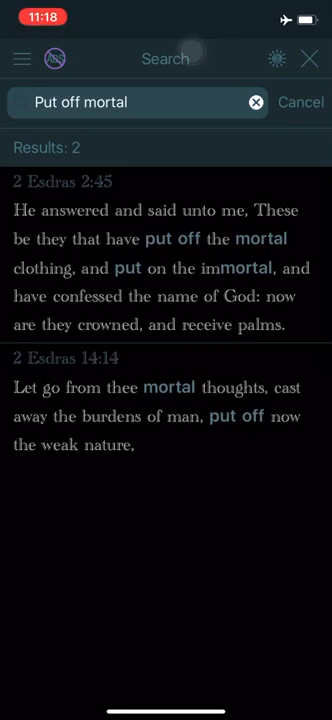 11:18
ADS
Search
Put off mortal
Cancel
Results: 2
2 Esdras 2:45
He answered and said unto me, These
be they that have put off the mortal
clothing, and put on the immortal, and
have confessed the name of God: now
are they crowned, and receive palms.
2 Esdras 14:14
Let go from thee mortal thoughts, cast
away the burdens of man, put off now
the weak nature,